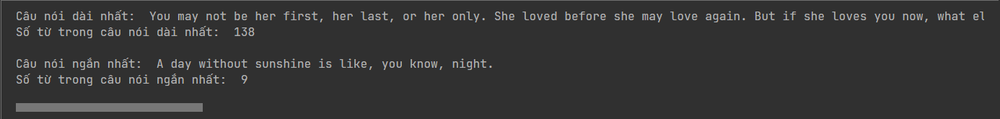 Câu nói dài nhất:  You may not be her first, her last, or her only. She loved before she may love again. But if she loves you now, what el
Số từ trong câu nói dài nhất:  138
Câu nói ngắn nhất:  A day without sunshine is like, you know, night.
Số từ trong câu nói ngắn nhất:  9